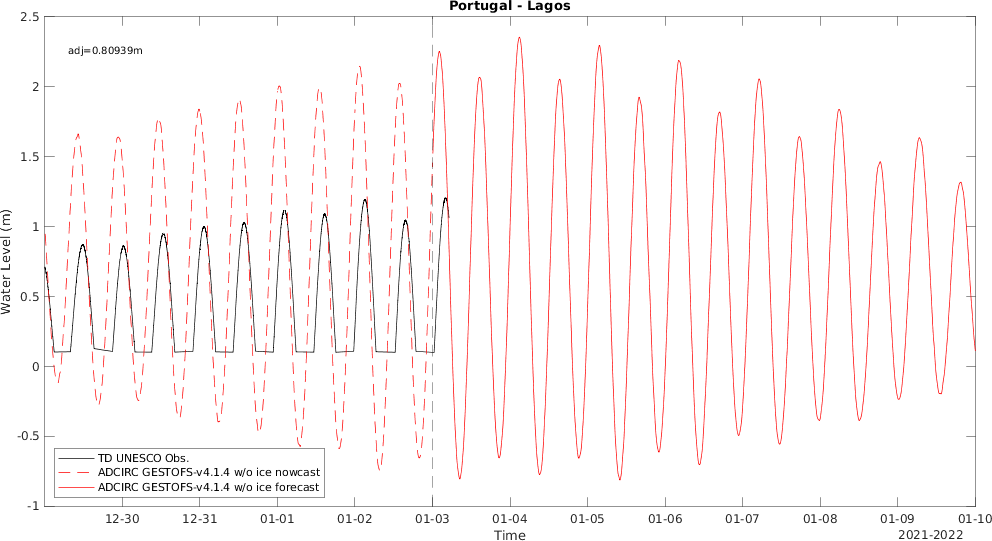 Portugal - Lagos
adj=0.80939m
Water Level (m)
2.5
2
1.5
1
0.5
0
-0.5
-1
TD UNESCO Obs.
ADCIRC GESTOFS-v4.1.4 w/o ice nowcast
ADCIRC GESTOFS-v4.1.4 w/o ice forecast
12-30 12-31 01-01 01-02 01-03 01-04 01-05 01-06 01-07 01-08 01-09 01-10
Time
2021-2022